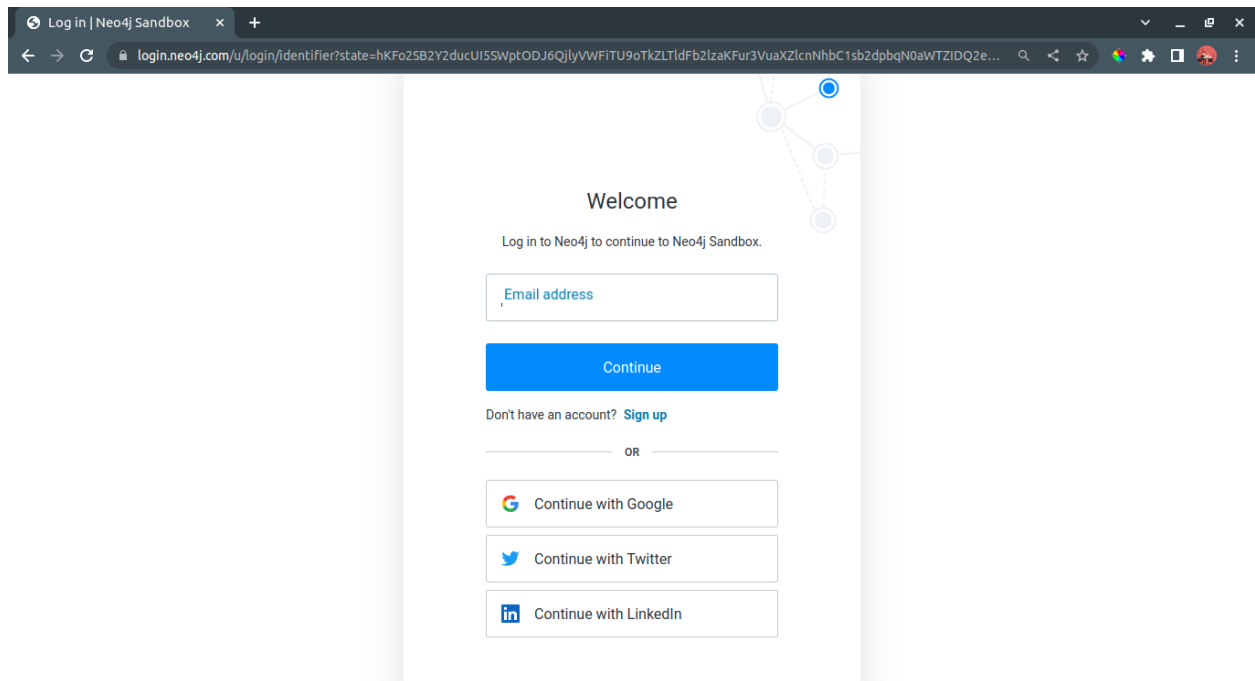 Log in | Neo4j Sandbox
login.neo4j.com/u/login/identifier?state=hKFo2SB2Y2ducUI5SWptODJ6QjlyVWFiTU9oTkZLTldFb2lzaKFur3VuaXZlcnNhbC1sb2dpbqN0aWTZIDQ2e...
Welcome
Log in to Neo4j to continue to Neo4j Sandbox.
Email address
Continue
Don't have an account? Sign up
OR
Continue with Google
Continue with Twitter
in Continue with LinkedIn